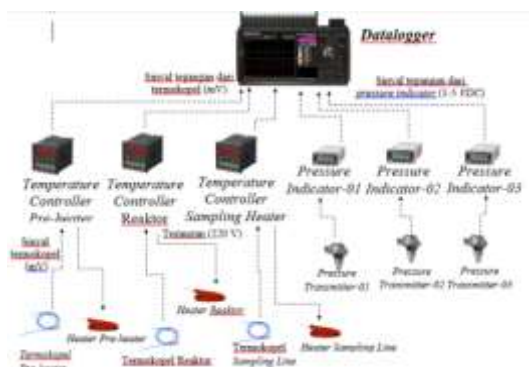 Datalogger
Sinyal tegangan dari
termokopel (mV)
Sinyal tegangan dari
pressure indicator (1-5 VDC)
Temperature
Controller
Pre-heater
Temperature
Controller
Reaktor
Temperature
Controller
Sampling Heater
Pressure
Indicator-01
Pressure
Indicator-02
Pressure
Indicator-03
Sinyal
termokopel
(mV)
Tegangan (220 V)
Pressure
Transmitter-01
Pressure
Transmitter-02
Pressure
Transmitter-03
Heater Reaktor
Heater Pre-heater
Termokopel
Termokopel Reaktor
Termokopel
Sampling Line
Heater Sampling Line